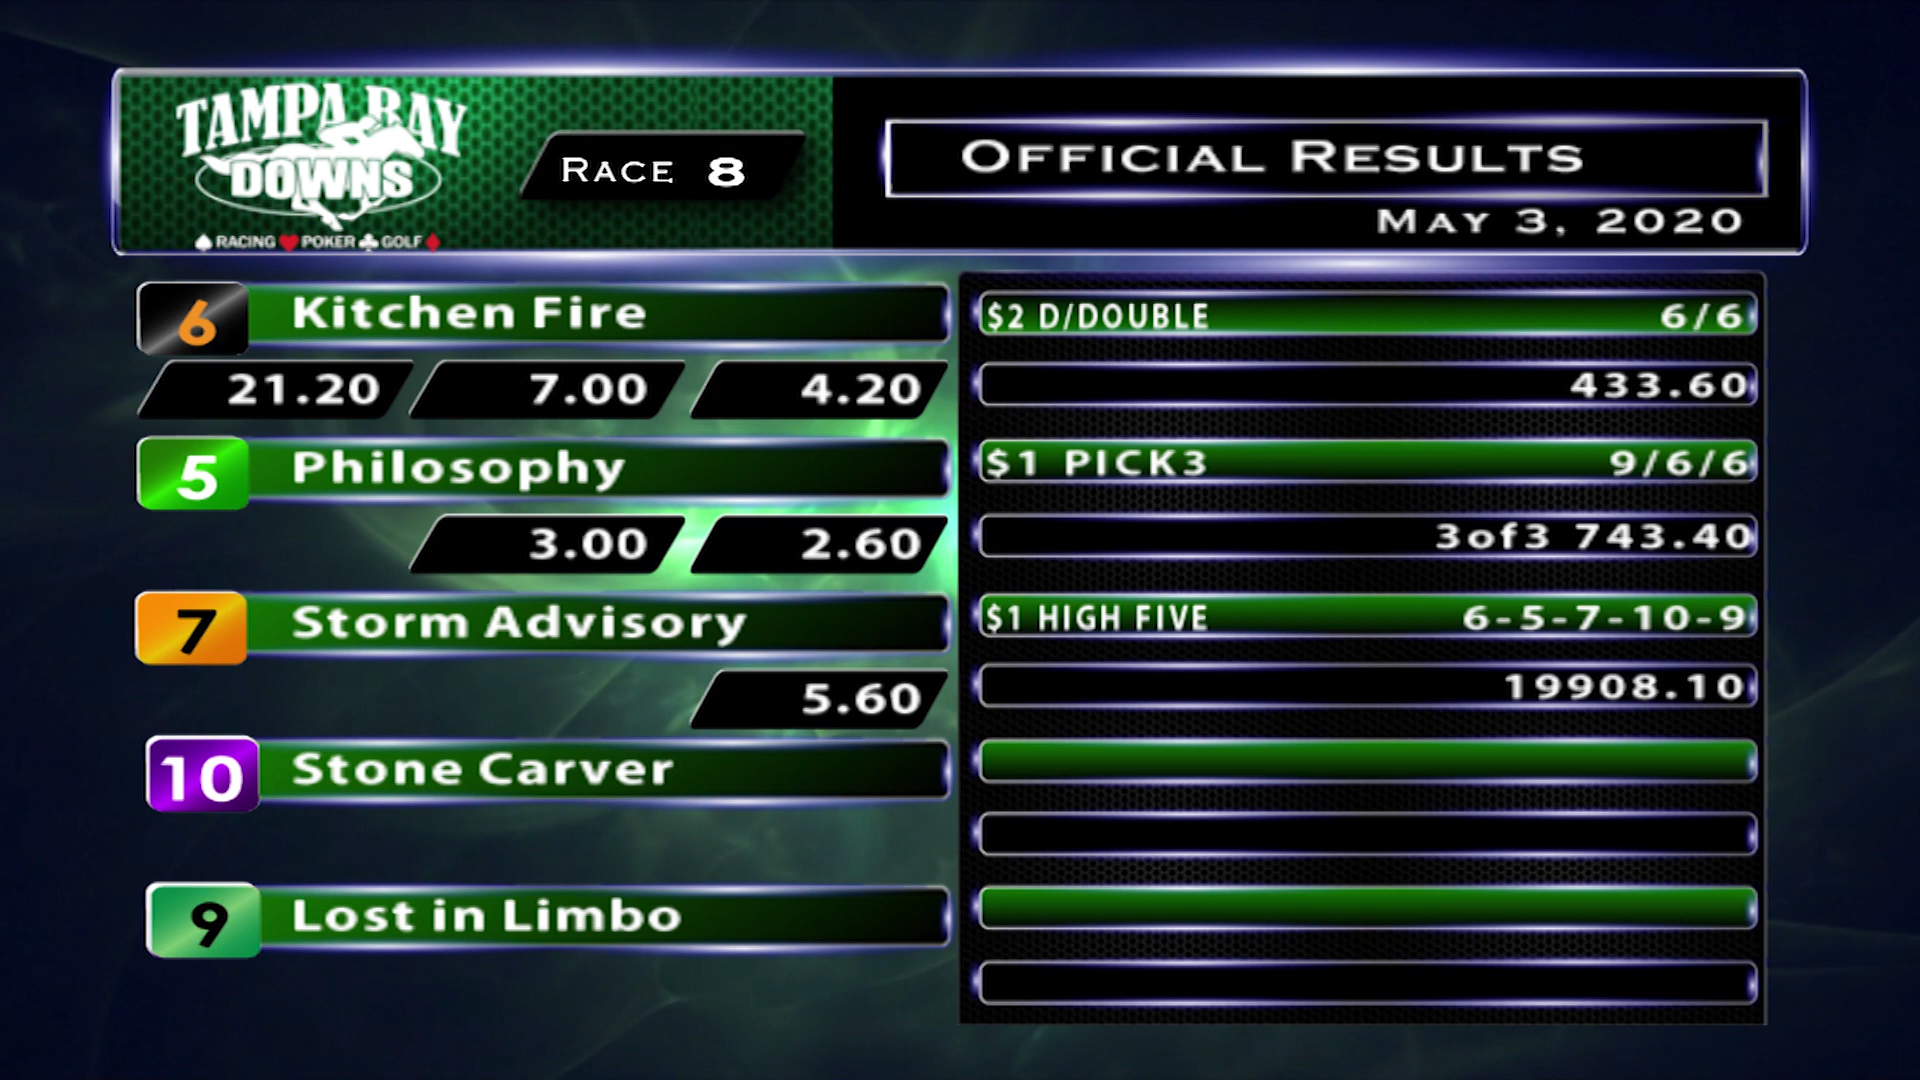 TAMPA BAY
DOWNS
RACING POKER GOLF
RACE 8
OFFICIAL RESULTS
MAY 3, 2020
6 Kitchen Fire
21.20 7.00 4.20
5 Philosophy
3.00 2.60
7 Storm Advisory
5.60
10 Stone Carver
9 Lost in Limbo
$2 D/DOUBLE 6/6
433.60
$1 PICK3 9/6/6
3of3 743.40
$1 HIGH FIVE 6-5-7-10-9
19908.10